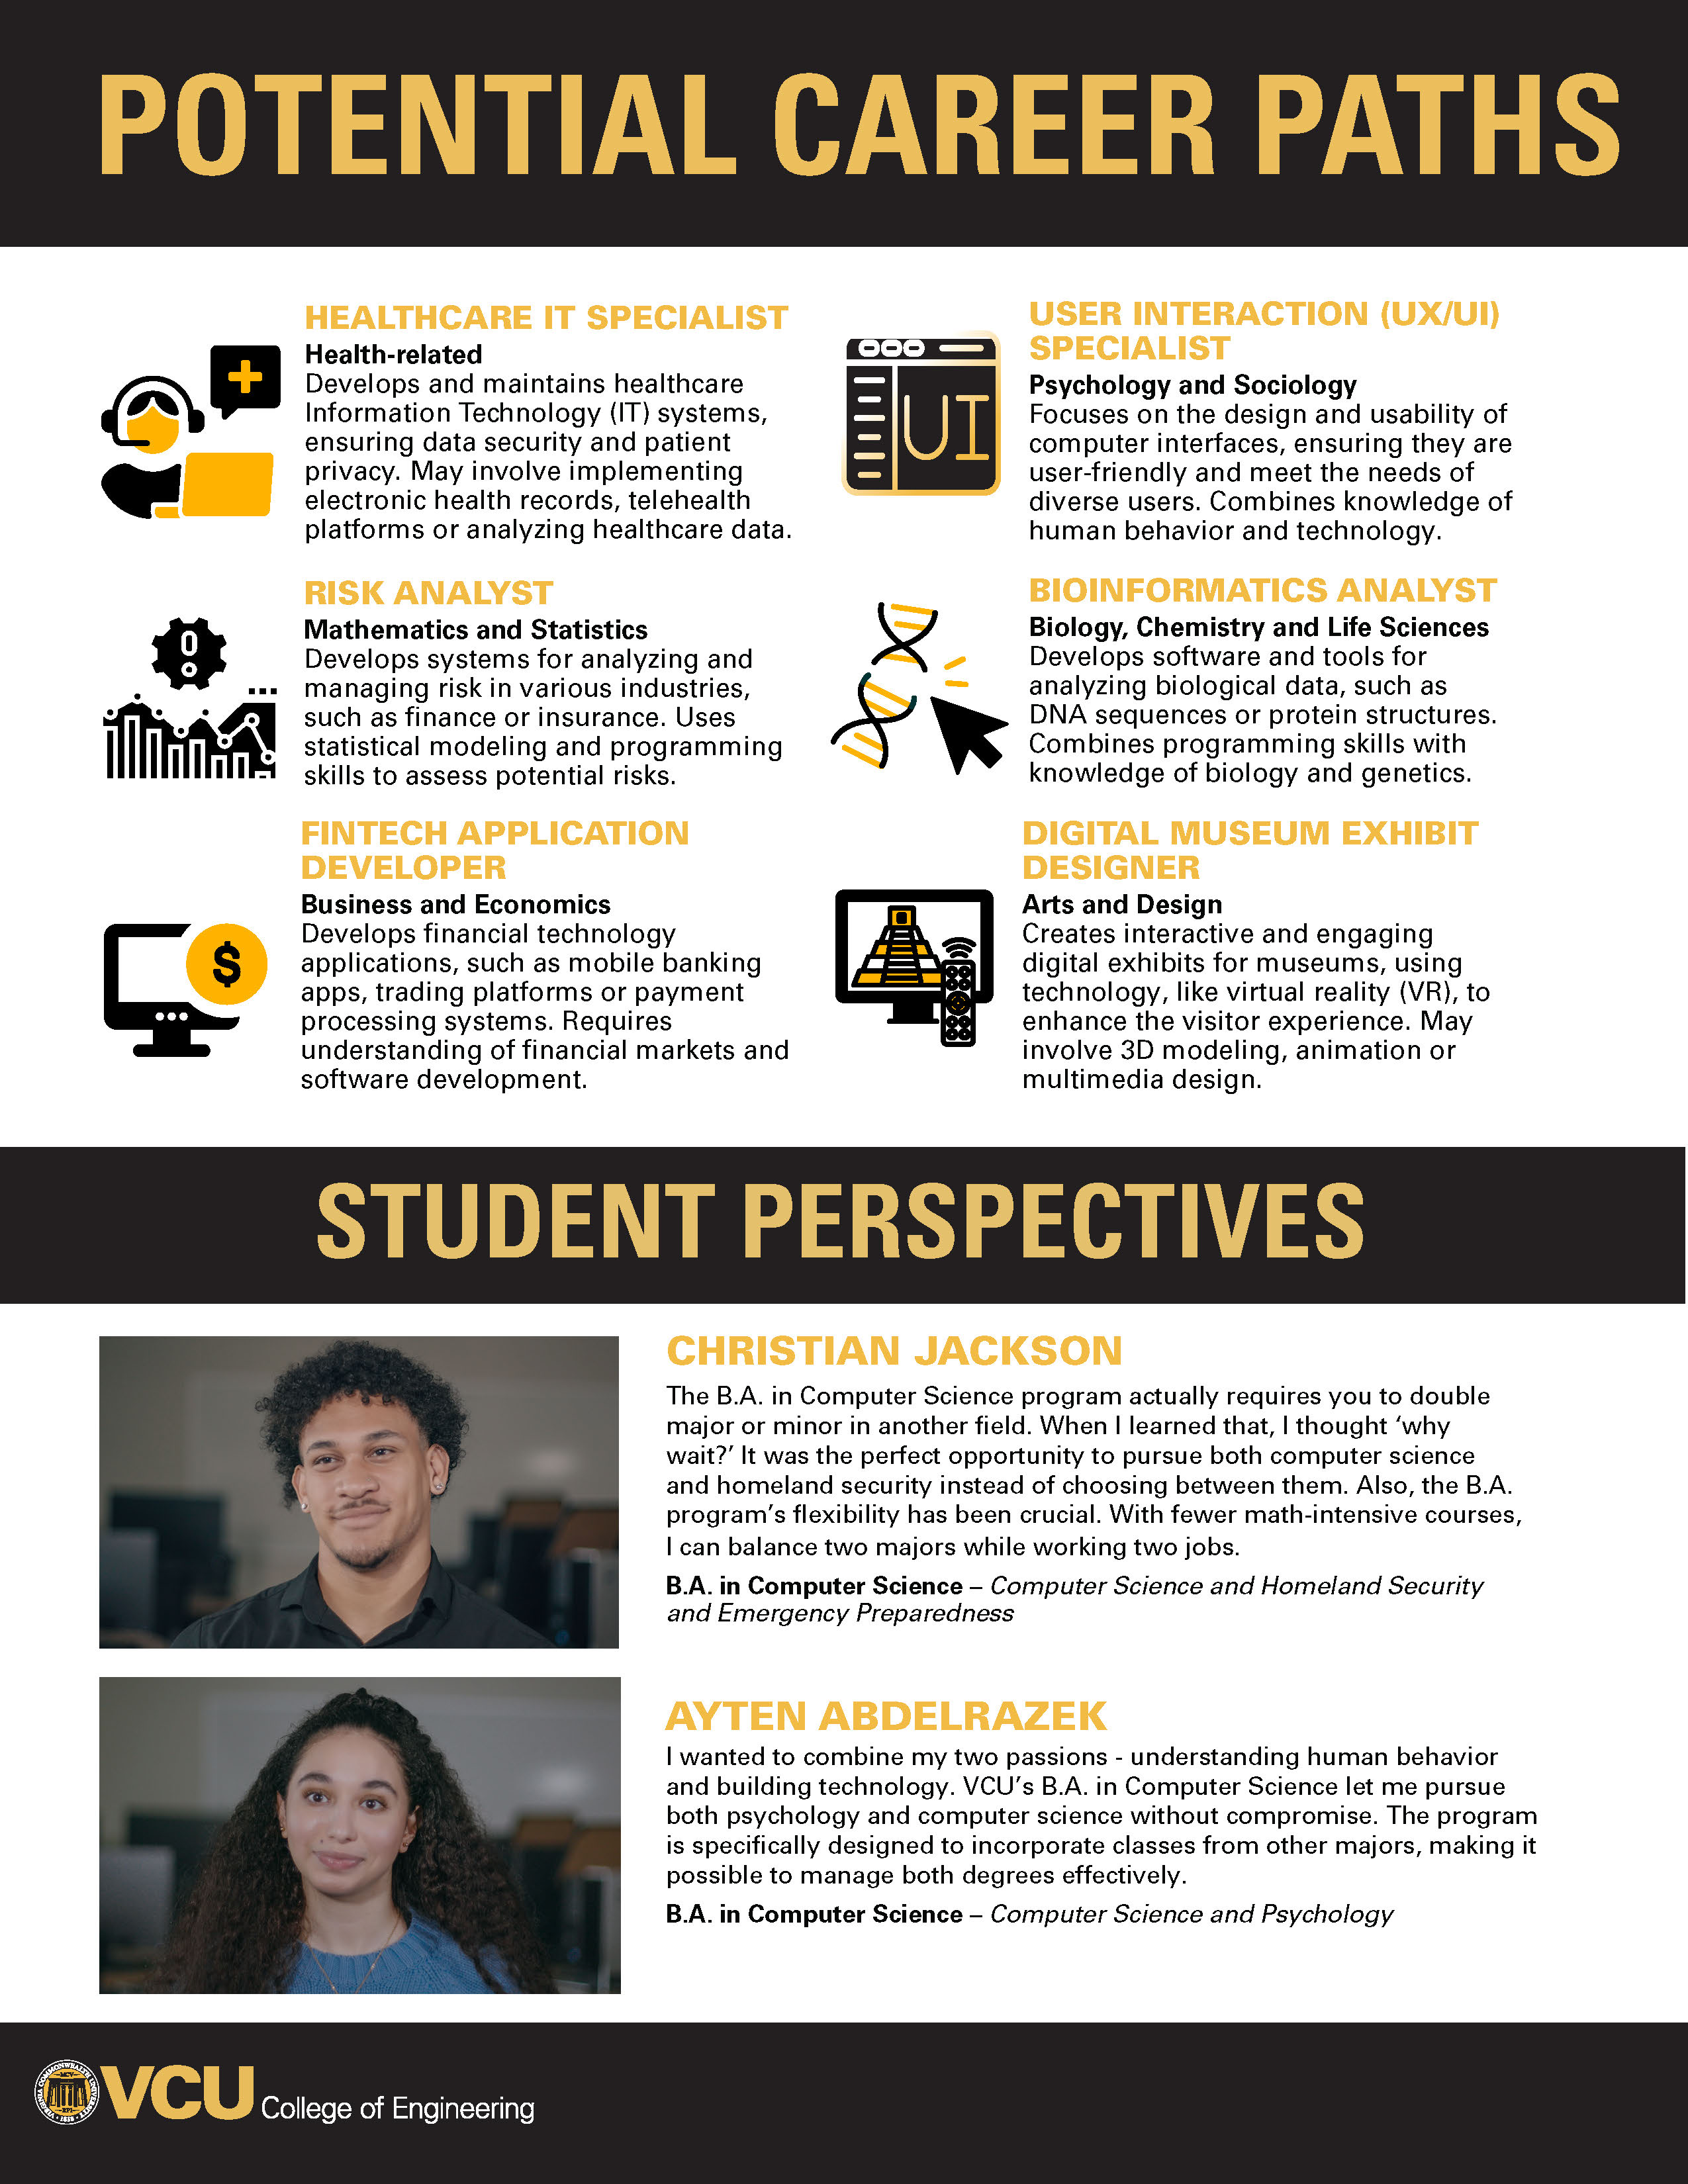 POTENTIAL CAREER PATHS
HEALTHCARE IT SPECIALIST
Health-related
Develops and maintains healthcare
Information Technology (IT) systems,
ensuring data security and patient
privacy. May involve implementing
electronic health records, telehealth
platforms or analyzing healthcare data.
USER INTERACTION (UX/UI)
SPECIALIST
Psychology and Sociology
Focuses on the design and usability of
computer interfaces, ensuring they are
user-friendly and meet the needs of
diverse users. Combines knowledge of
human behavior and technology.
UI
RISK ANALYST
Mathematics and Statistics
Develops systems for analyzing and
managing risk in various industries,
such as finance or insurance. Uses
statistical modeling and programming
skills to assess potential risks.
BIOINFORMATICS ANALYST
Biology, Chemistry and Life Sciences
Develops software and tools for
analyzing biological data, such as
DNA sequences or protein structures.
Combines programming skills with
knowledge of biology and genetics.
FINTECH APPLICATION
DEVELOPER
Business and Economics
Develops financial technology
applications, such as mobile banking
apps, trading platforms or payment
processing systems. Requires
understanding of financial markets and
software development.
$
DIGITAL MUSEUM EXHIBIT
DESIGNER
Arts and Design
Creates interactive and engaging
digital exhibits for museums, using
technology, like virtual reality (VR), to
enhance the visitor experience. May
involve 3D modeling, animation or
multimedia design.
STUDENT PERSPECTIVES
CHRISTIAN JACKSON
The B.A. in Computer Science program actually requires you to double
major or minor in another field. When I learned that, I thought ‘why
wait?’ It was the perfect opportunity to pursue both computer science
and homeland security instead of choosing between them. Also, the B.A.
program’s flexibility has been crucial. With fewer math-intensive courses,
I can balance two majors while working two jobs.
B.A. in Computer Science – Computer Science and Homeland Security
and Emergency Preparedness
AYTEN ABDELRAZEK
I wanted to combine my two passions - understanding human behavior
and building technology. VCU’s B.A. in Computer Science let me pursue
both psychology and computer science without compromise. The program
is specifically designed to incorporate classes from other majors, making it
possible to manage both degrees effectively.
B.A. in Computer Science – Computer Science and Psychology
VIRGINIA COMMONWEALTH UNIVERSITY
MCV
RPI
1838
VCU College of Engineering